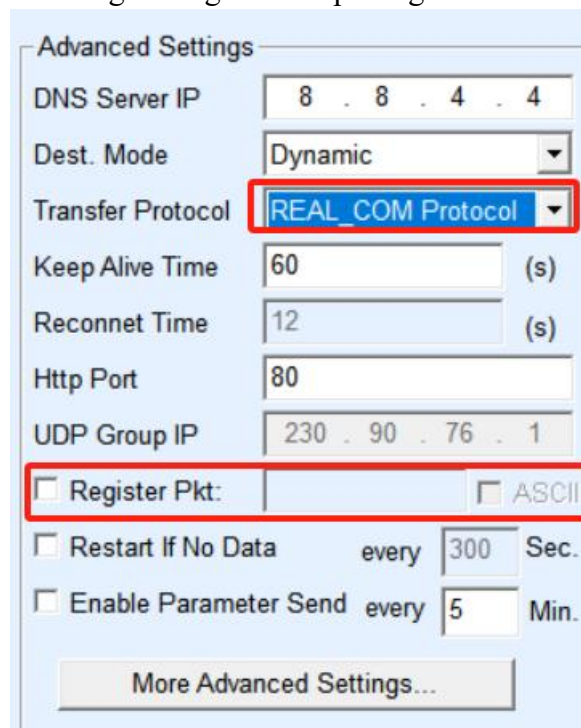 Advanced Settings
DNS Server IP 8 . 8 . 4 . 4
Dest. Mode Dynamic
Transfer Protocol REAL_COM Protocol
Keep Alive Time 60 (s)
Reconnet Time 12 (s)
Http Port 80
UDP Group IP 230 . 90 . 76 . 1
Register Pkt: ASCII
Restart If No Data every 300 Sec.
Enable Parameter Send every 5 Min.
More Advanced Settings...